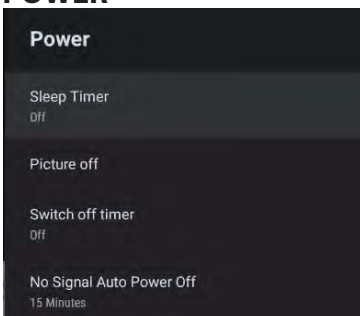 POWER
Power
Sleep Timer
Off
Picture off
Switch off timer
Off
No Signal Auto Power Off
15 Minutes